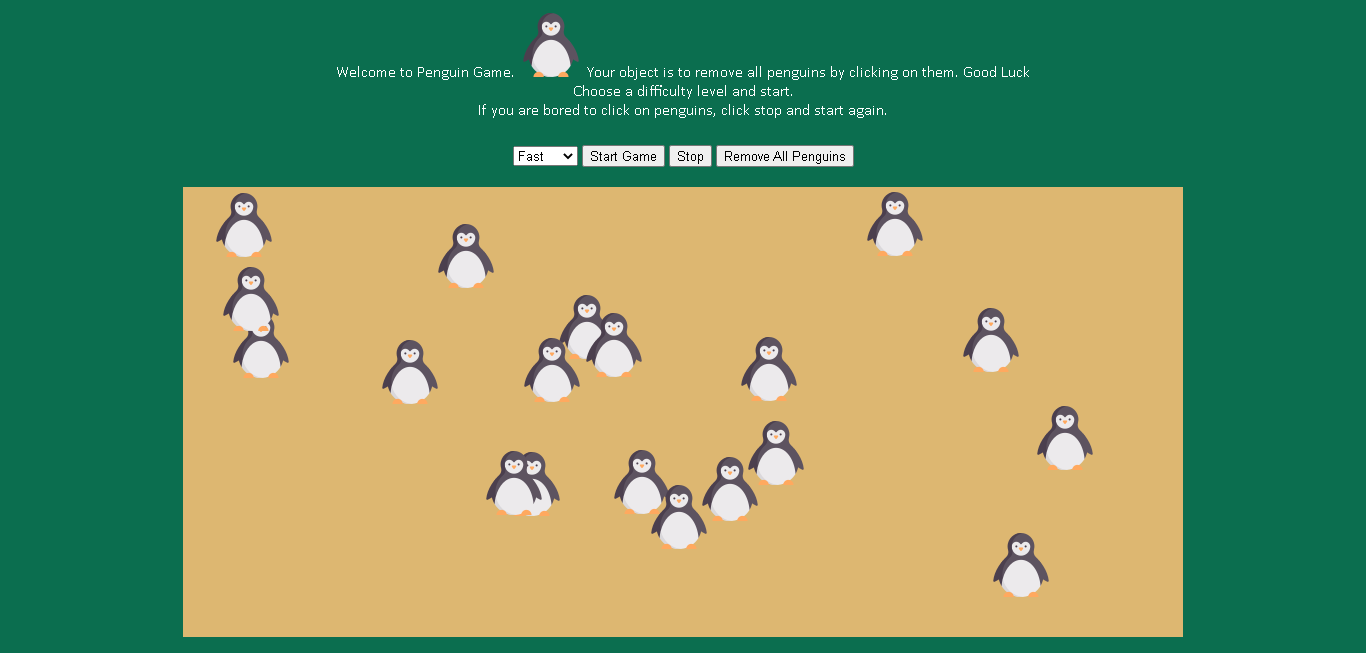 Welcome to Penguin Game. Your object is to remove all penguins by clicking on them. Good Luck
Choose a difficulty level and start.
If you are bored to click on penguins, click stop and start again.
Fast Start Game Stop Remove All Penguins